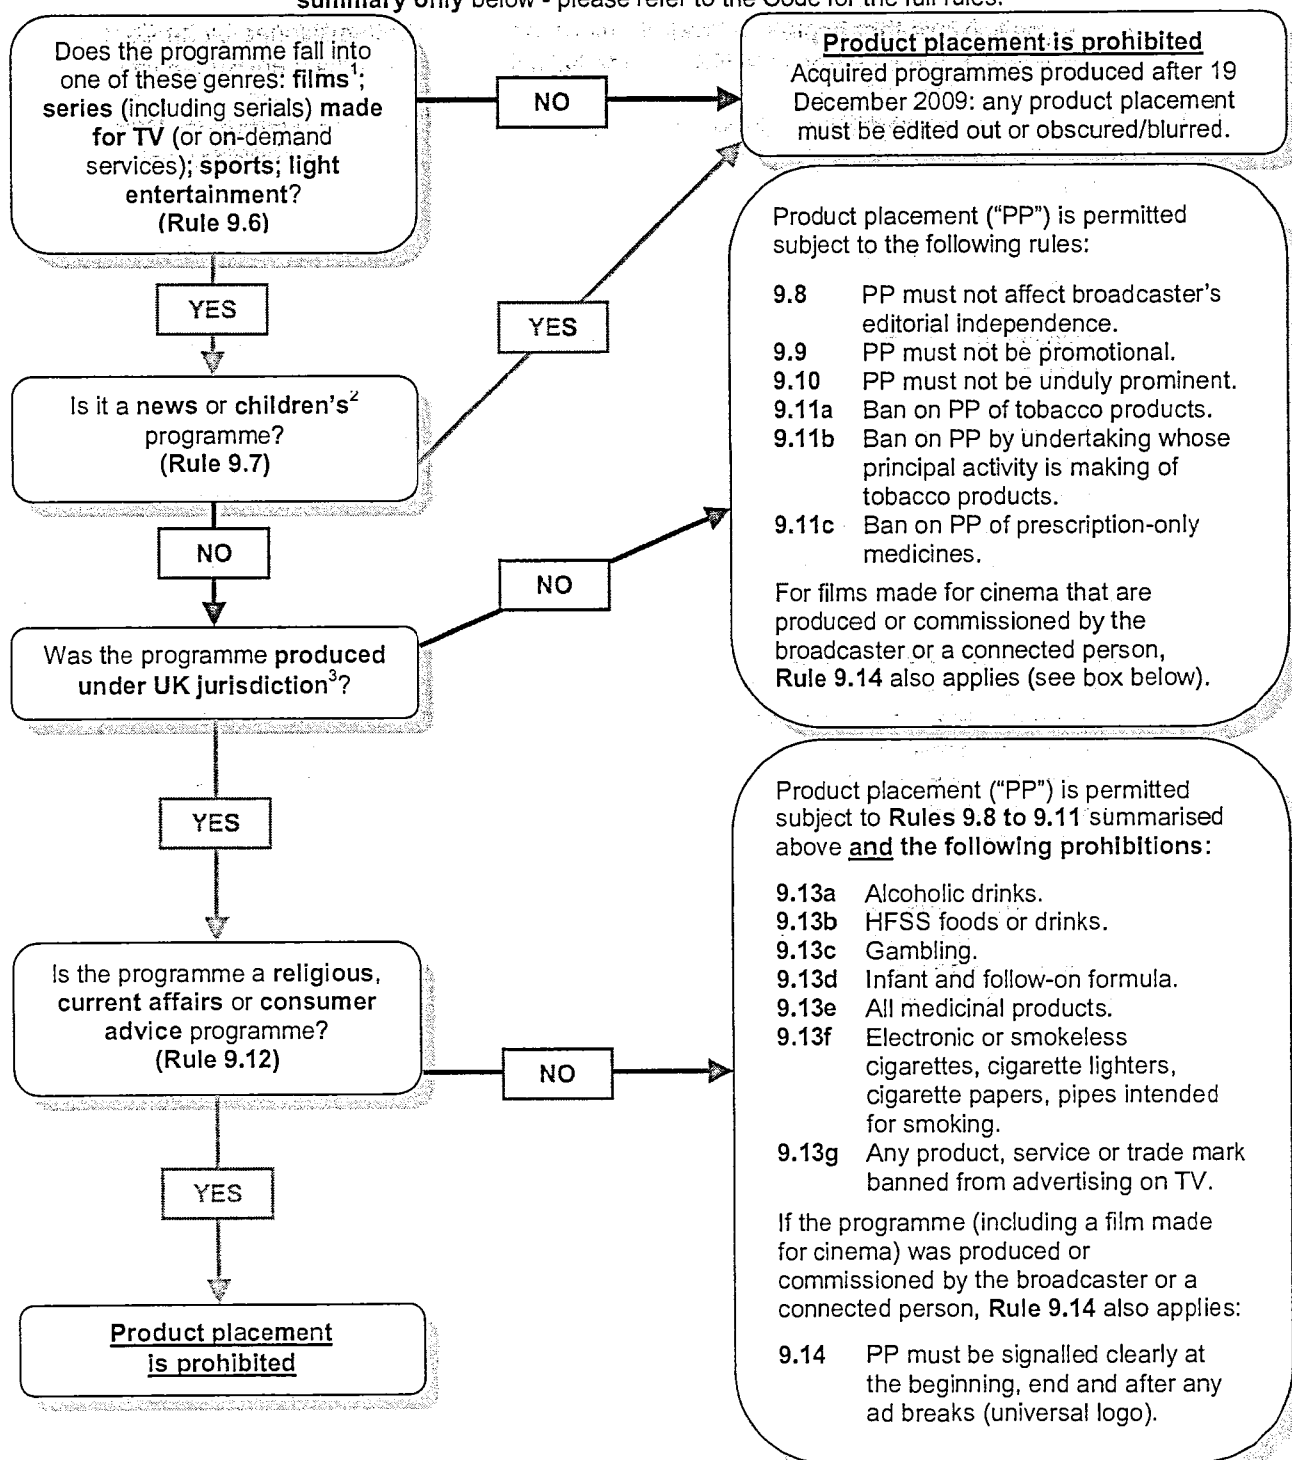 summary only below - please refer to the Code for the full rules.
Does the programme fall into
one of these genres: films¹;
series (including serials) made
for TV (or on-demand
services); sports; light
entertainment?
(Rule 9.6)
NO
Product placement is prohibited
Acquired programmes produced after 19
December 2009: any product placement
must be edited out or obscured/blurred.
YES
Is it a news or children's²
programme?
(Rule 9.7)
YES
Product placement ("PP") is permitted
subject to the following rules:
9.8 PP must not affect broadcaster's
editorial independence.
9.9 PP must not be promotional.
9.10 PP must not be unduly prominent.
9.11a Ban on PP of tobacco products.
9.11b Ban on PP by undertaking whose
principal activity is making of
tobacco products.
9.11c Ban on PP of prescription-only
medicines.
For films made for cinema that are
produced or commissioned by the
broadcaster or a connected person,
Rule 9.14 also applies (see box below).
NO
Was the programme produced
under UK jurisdiction³?
NO
YES
Is the programme a religious,
current affairs or consumer
advice programme?
(Rule 9.12)
NO
Product placement ("PP") is permitted
subject to Rules 9.8 to 9.11 summarised
above and the following prohibitions:
9.13a Alcoholic drinks.
9.13b HFSS foods or drinks.
9.13c Gambling.
9.13d Infant and follow-on formula.
9.13e All medicinal products.
9.13f Electronic or smokeless
cigarettes, cigarette lighters,
cigarette papers, pipes intended
for smoking.
9.13g Any product, service or trade mark
banned from advertising on TV.
If the programme (including a film made
for cinema) was produced or
commissioned by the broadcaster or a
connected person, Rule 9.14 also applies:
9.14 PP must be signalled clearly at
the beginning, end and after any
ad breaks (universal logo).
YES
Product placement
is prohibited